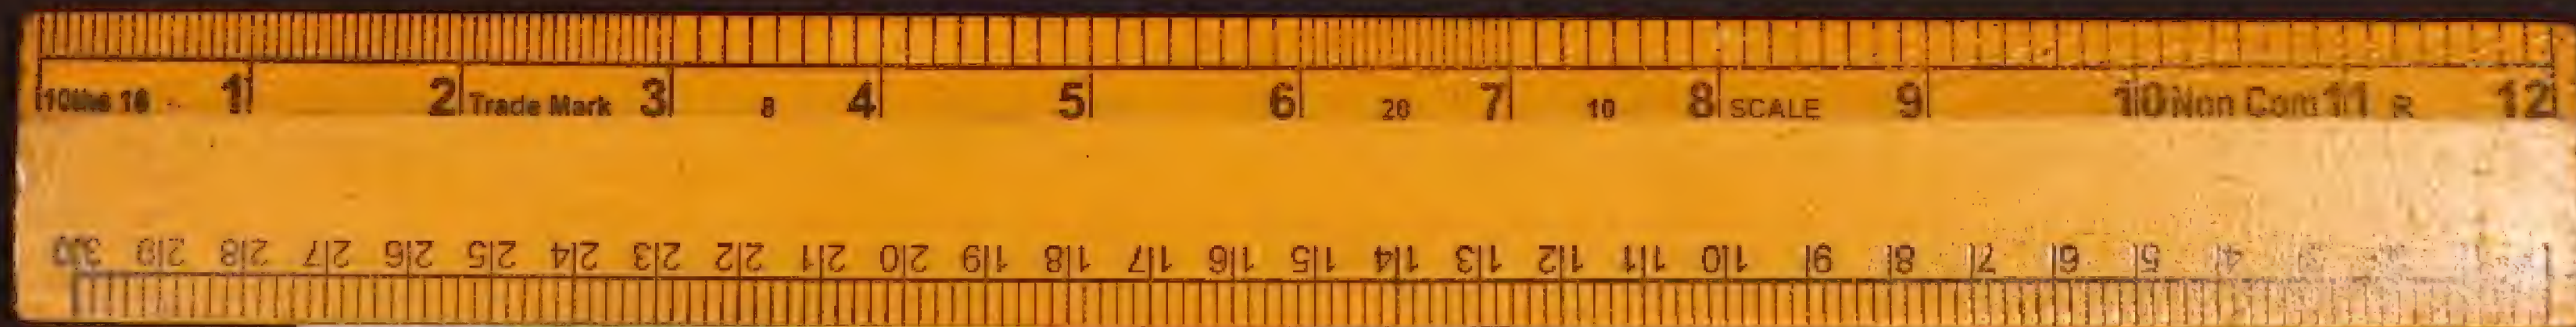 10ths 16 1 2 Trade Mark 3 8 4 5 6 20 7 10 8 SCALE 9 10 Non Com 11 R 12
30 29 28 27 26 25 24 23 22 21 20 19 18 17 16 15 14 13 12 11 10 9 8 7 6 5 4